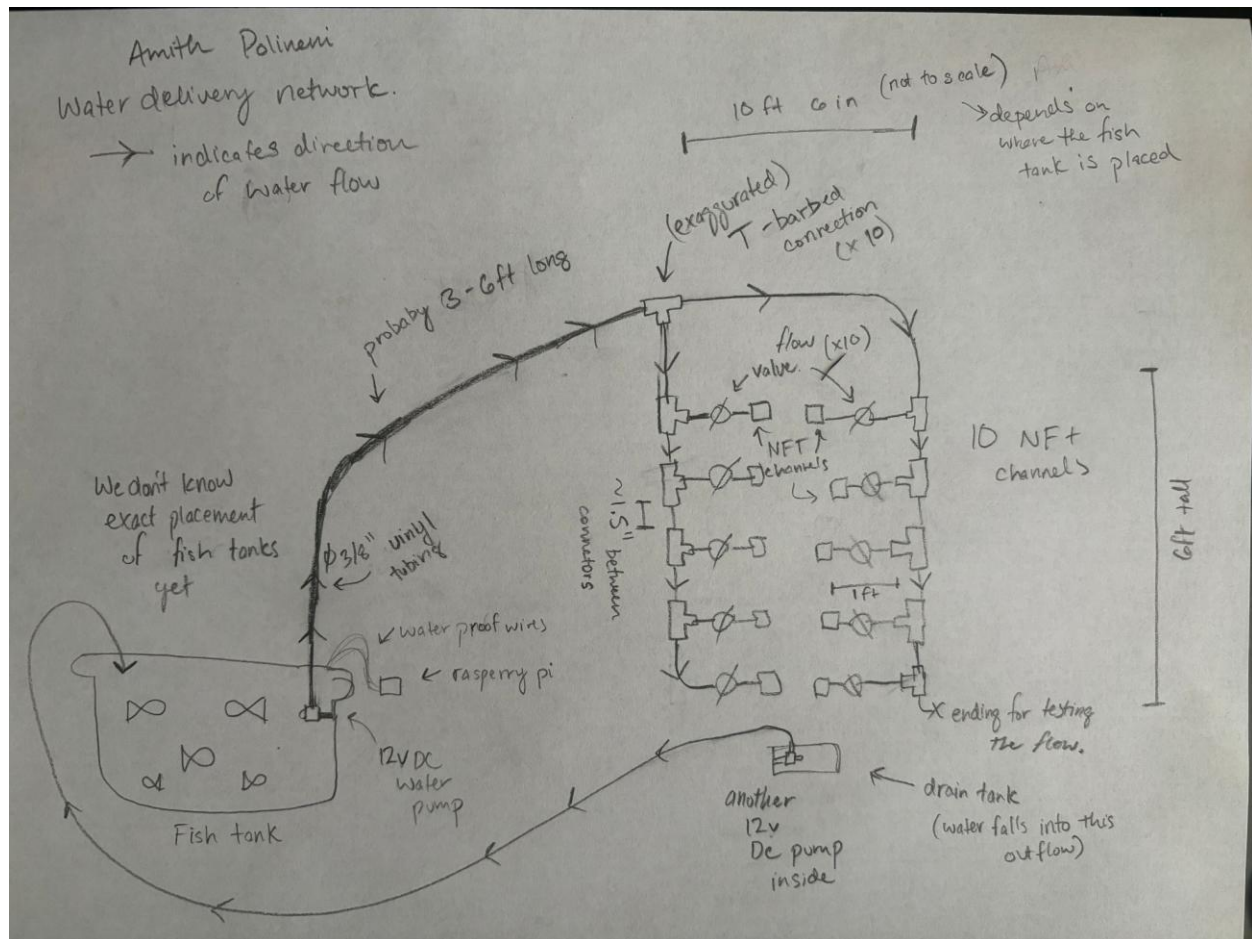 Amith Polineni
Water delivery network.
indicates direction
of water flow
10 ft 6 in (not to scale)
depends on
where the fish
tank is placed
(exaggurated)
T-barbed
connection
(x 10)
probaby 3-6ft long
flow (x10)
valve
NFT
channels
10 NFt
channels
6ft tall
We don't know
exact placement
of fish tanks
yet
Φ3/8" vinyl
tubing
~1.5" between
connetors
1ft
water proof wires
rasperry pi
12V DC
water
pump
Fish tank
X ending for testing
the flow.
another
12v
Dc pump
inside
drain tank
(water falls into this
outflow)